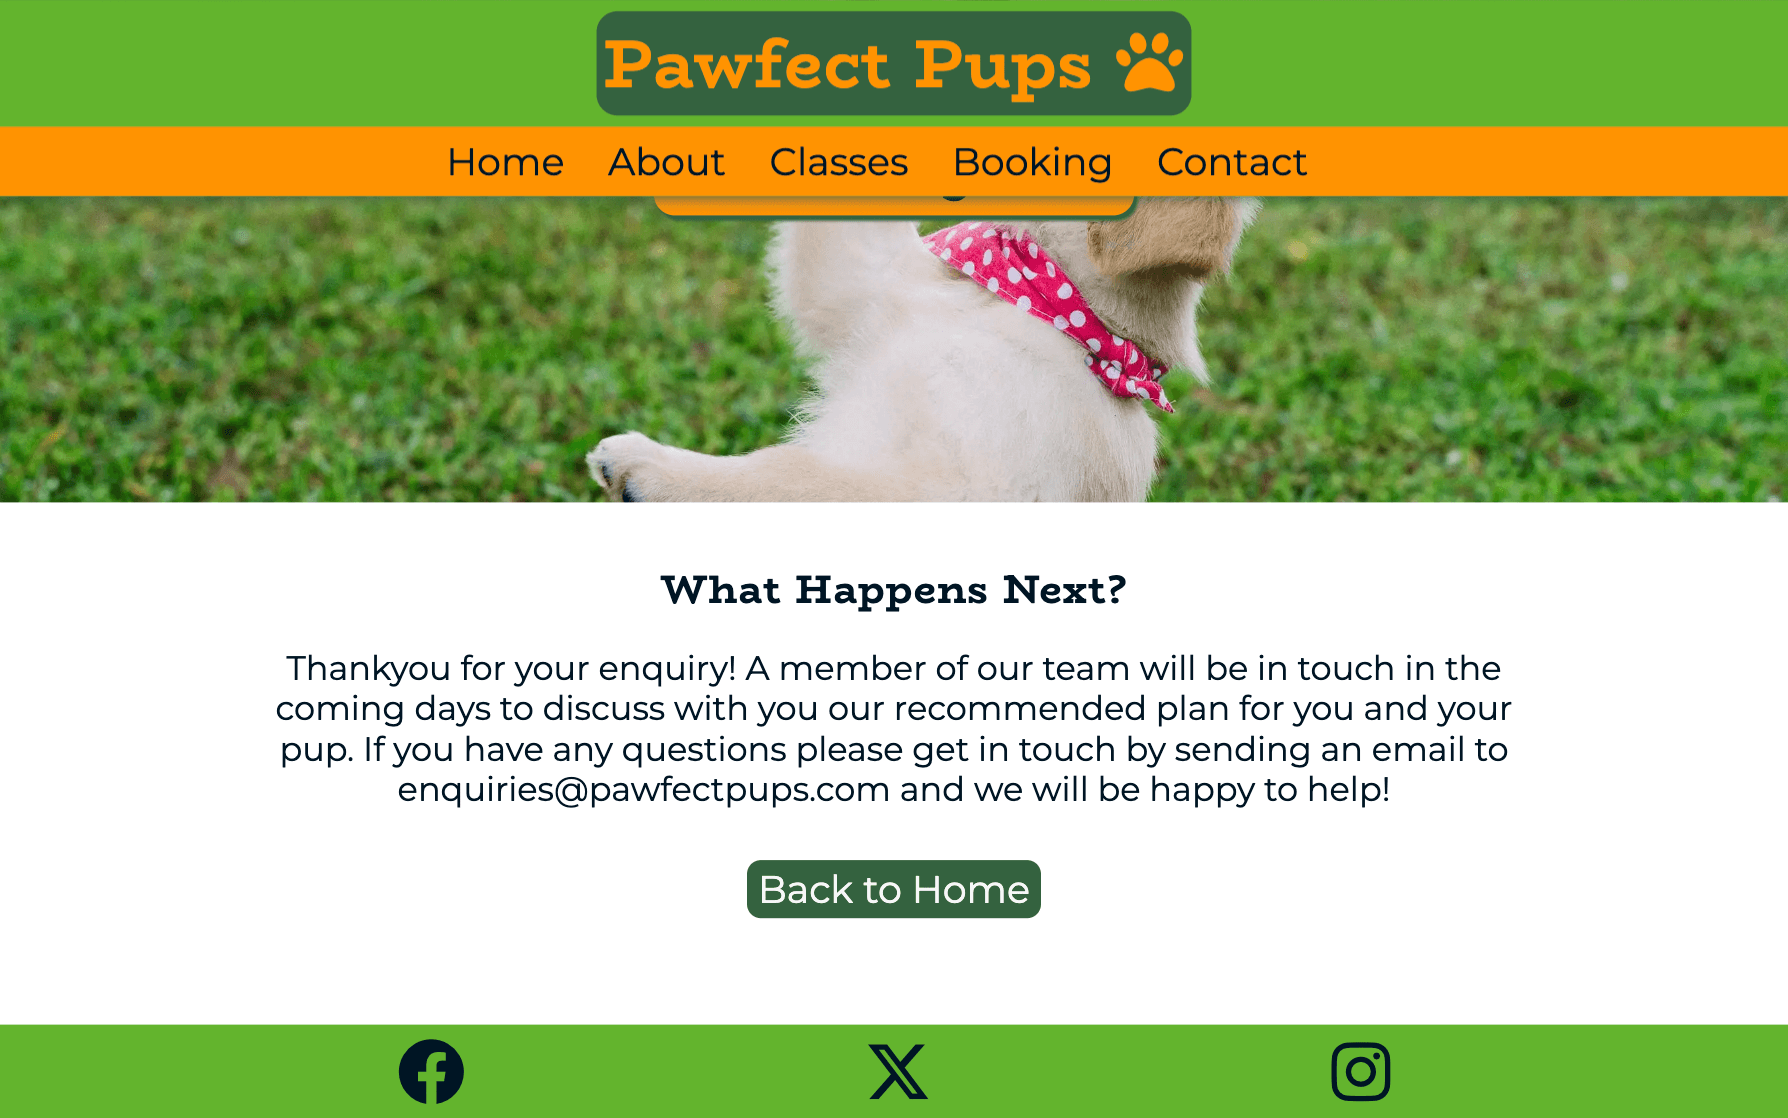 Pawfect Pups
Home About Classes Booking Contact
What Happens Next?
Thankyou for your enquiry! A member of our team will be in touch in the
coming days to discuss with you our recommended plan for you and your
pup. If you have any questions please get in touch by sending an email to
enquiries@pawfectpups.com and we will be happy to help!
Back to Home